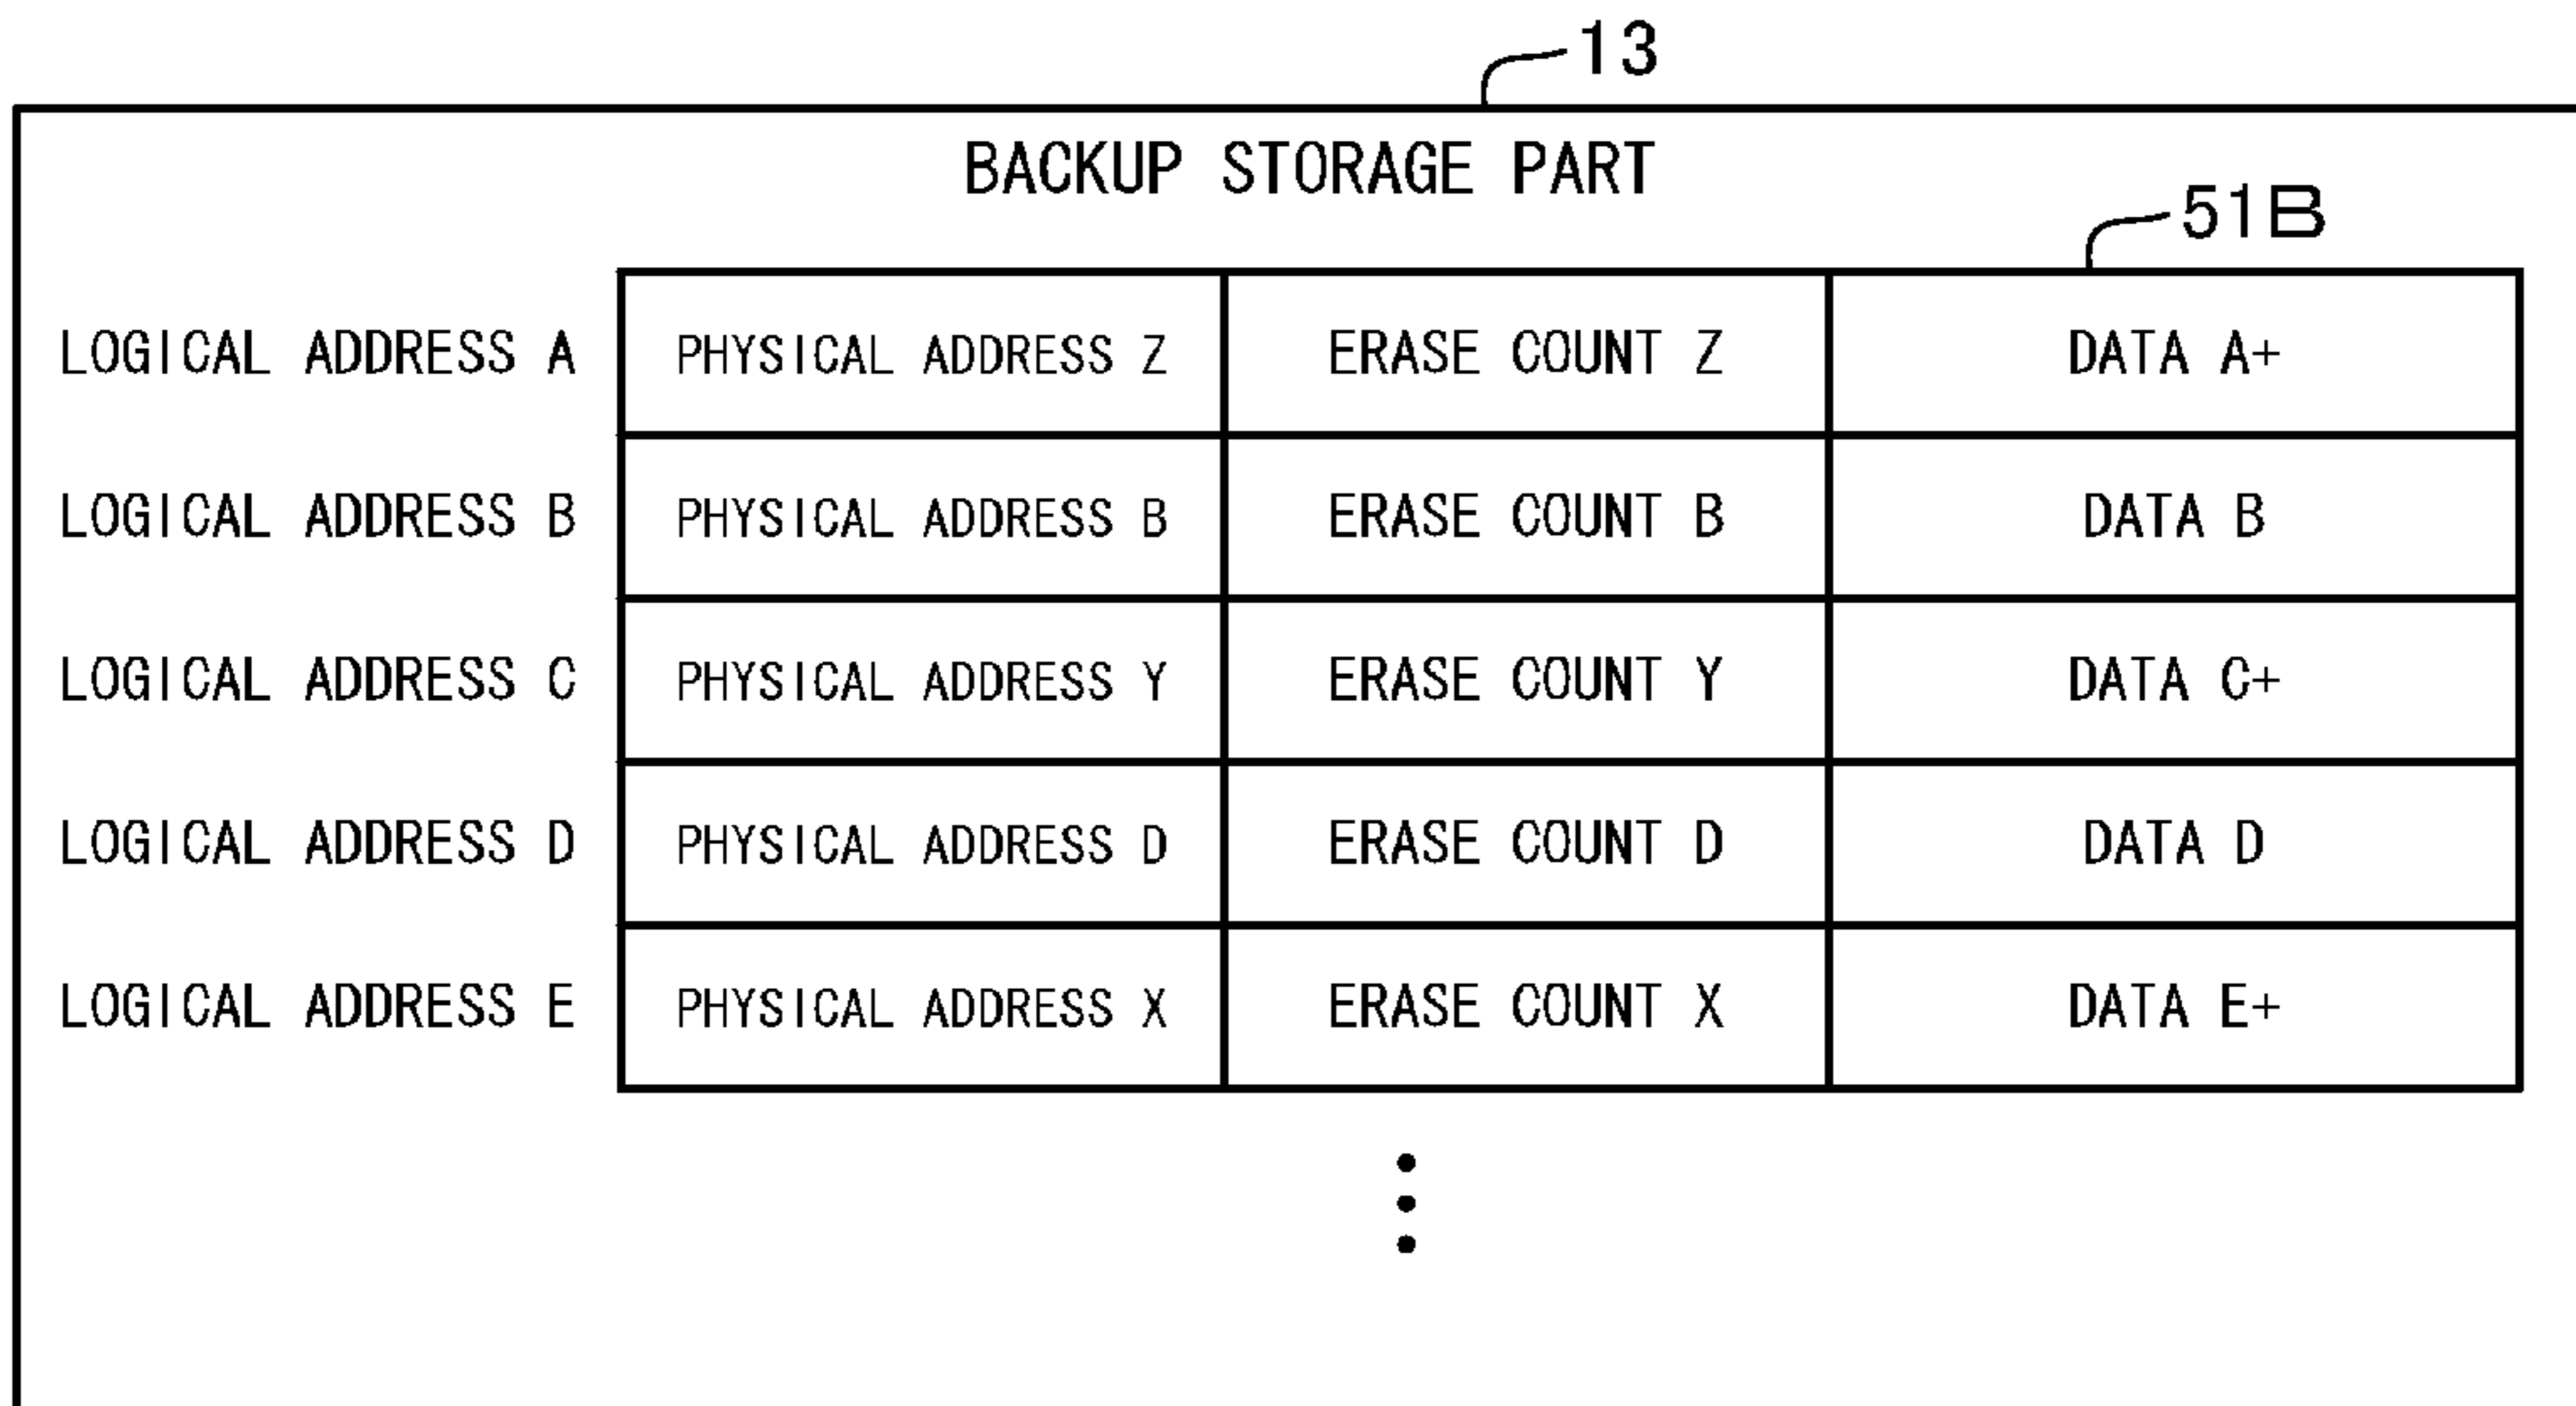 13
BACKUP STORAGE PART
51B
LOGICAL ADDRESS A PHYSICAL ADDRESS Z ERASE COUNT Z DATA A+
LOGICAL ADDRESS B PHYSICAL ADDRESS B ERASE COUNT B DATA B
LOGICAL ADDRESS C PHYSICAL ADDRESS Y ERASE COUNT Y DATA C+
LOGICAL ADDRESS D PHYSICAL ADDRESS D ERASE COUNT D DATA D
LOGICAL ADDRESS E PHYSICAL ADDRESS X ERASE COUNT X DATA E+